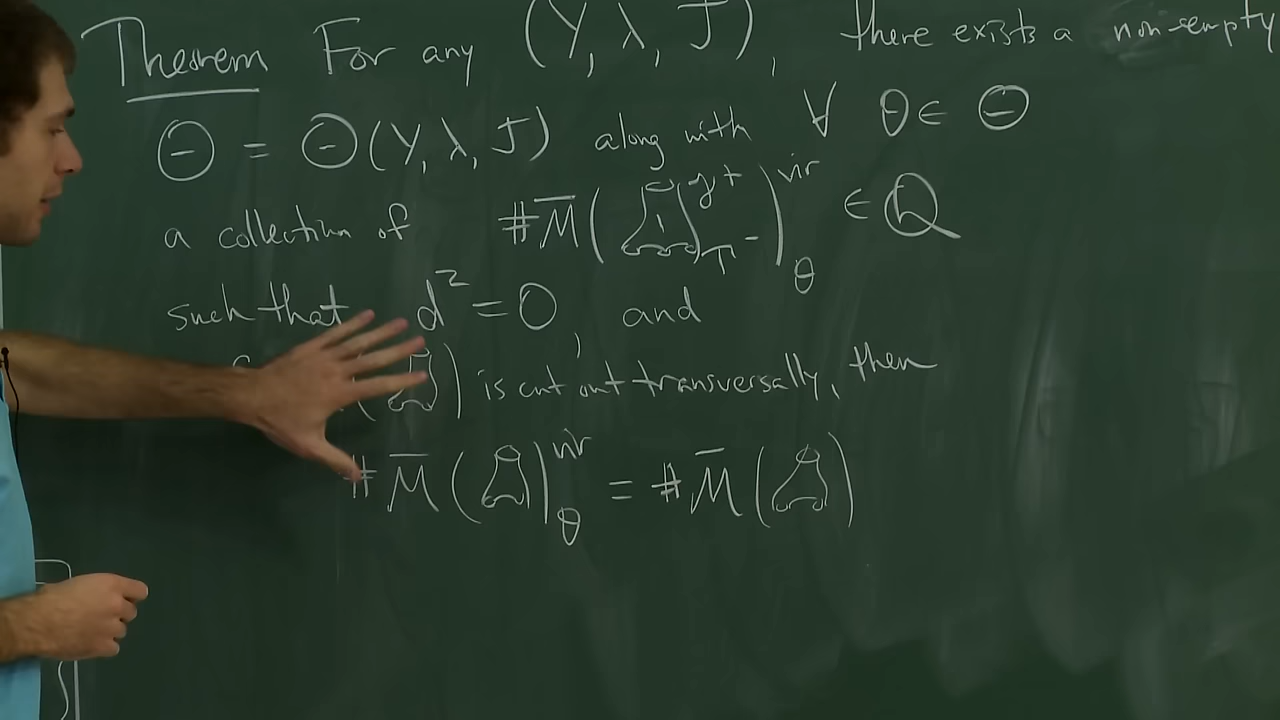 Theorem For any (Y, λ, J), there exists a non-empty
Θ = Θ(Y, λ, J) along with ∀ θ ∈ Θ
a collection of #M̅( )^vir_θ ∈ Q
such that d² = 0, and
( ) is cut out transversally, then
#M̅( )^vir_θ = #M̅( )